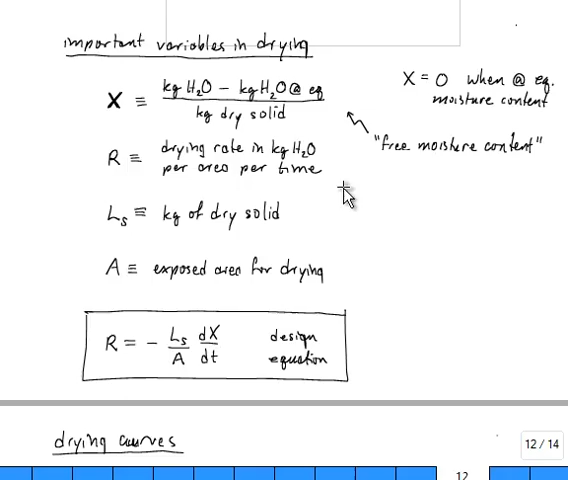 important variables in drying
X ≡ kg H₂O – kg H₂O @ eq
kg dry solid
X = 0 when @ eq.
moisture content
"free moisture content"
R ≡ drying rate in kg H₂O
per area per time
Lₛ ≡ kg of dry solid
A ≡ exposed area for drying
R = – Lₛ/A dX/dt design
equation
drying curves
12 / 14
12